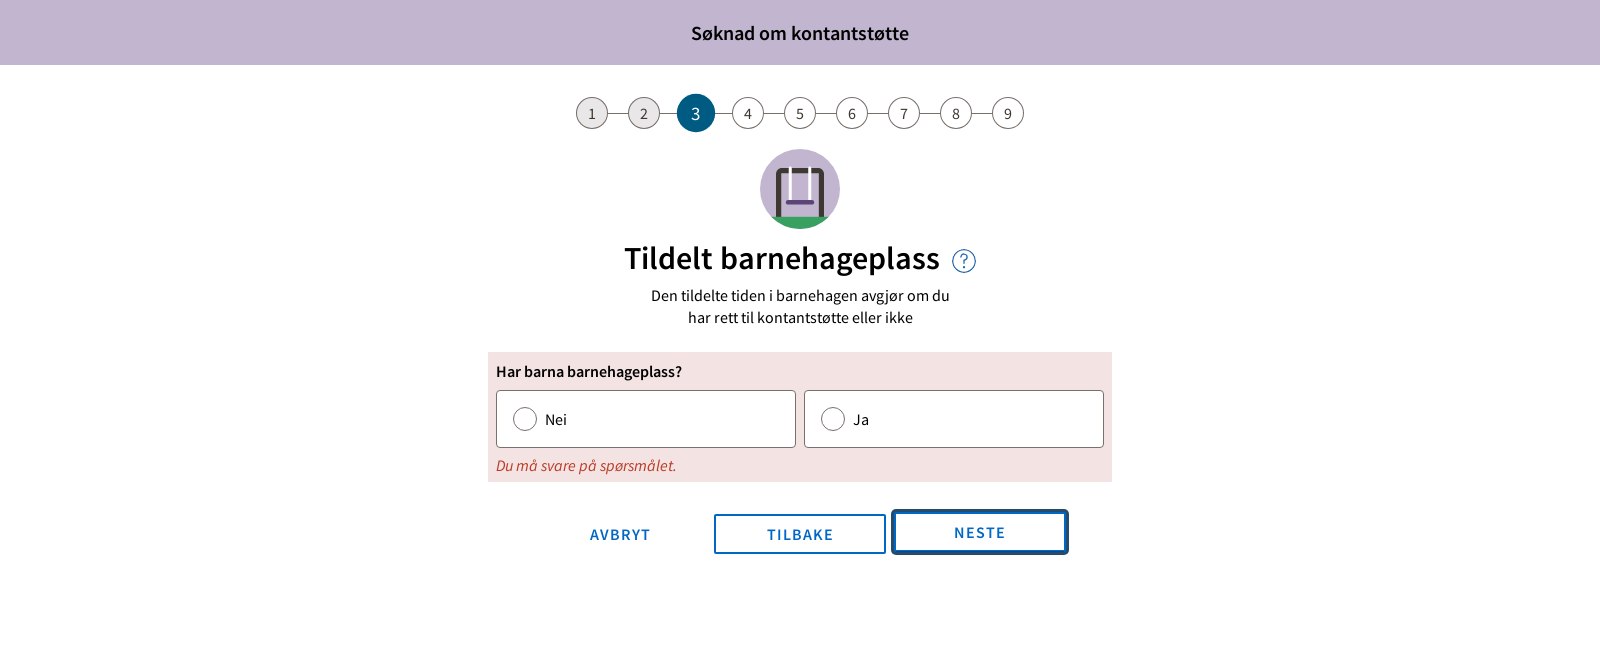 Søknad om kontantstøtte
1 2 3 4 5 6 7 8 9
Tildelt barnehageplass ?
Den tildelte tiden i barnehagen avgjør om du
har rett til kontantstøtte eller ikke
Har barna barnehageplass?
Nei Ja
Du må svare på spørsmålet.
AVBRYT TILBAKE NESTE